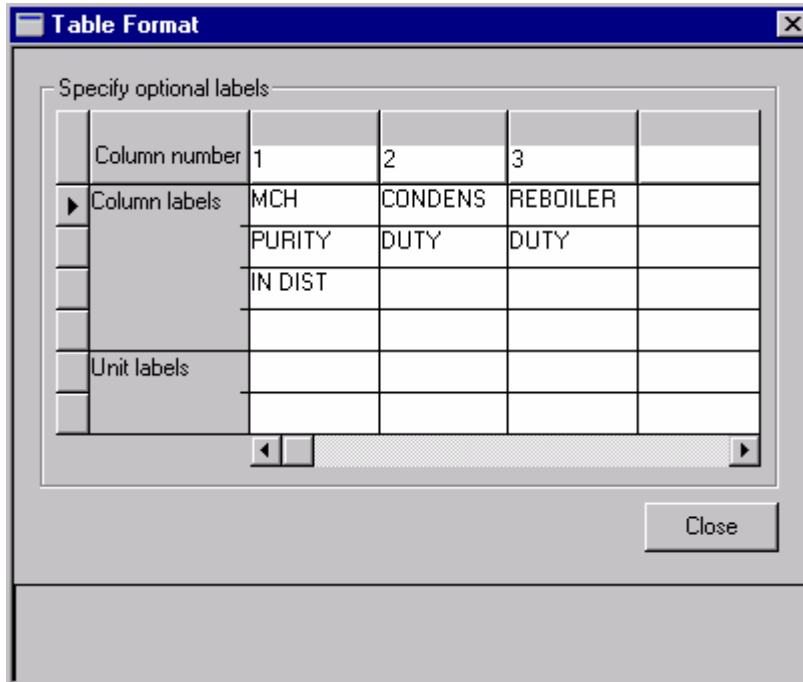 Table Format
Specify optional labels
Column number 1 2 3
Column labels MCH CONDENS REBOILER
PURITY DUTY DUTY
IN DIST
Unit labels
Close